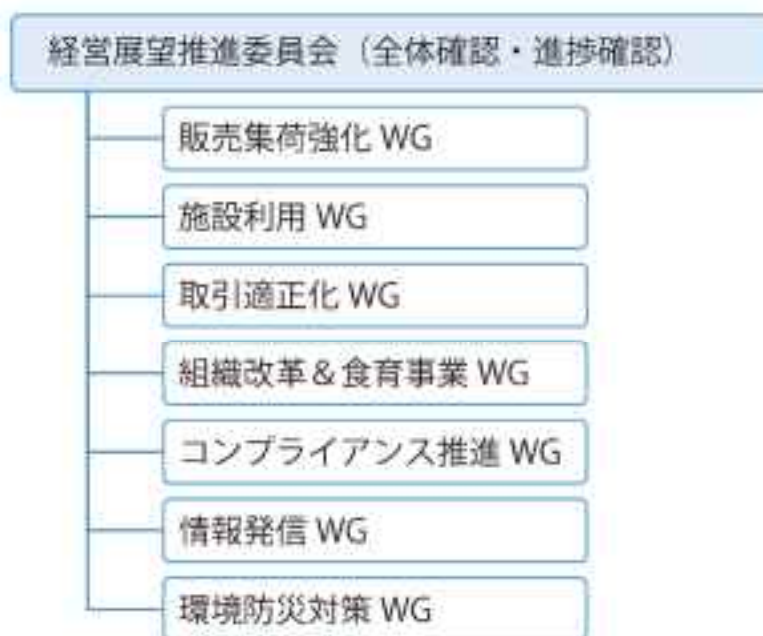 経営展望推進委員会（全体確認・進捗確認）
販売集荷強化 WG
施設利用 WG
取引適正化 WG
組織改革＆食育事業 WG
コンプライアンス推進 WG
情報発信 WG
環境防災対策 WG